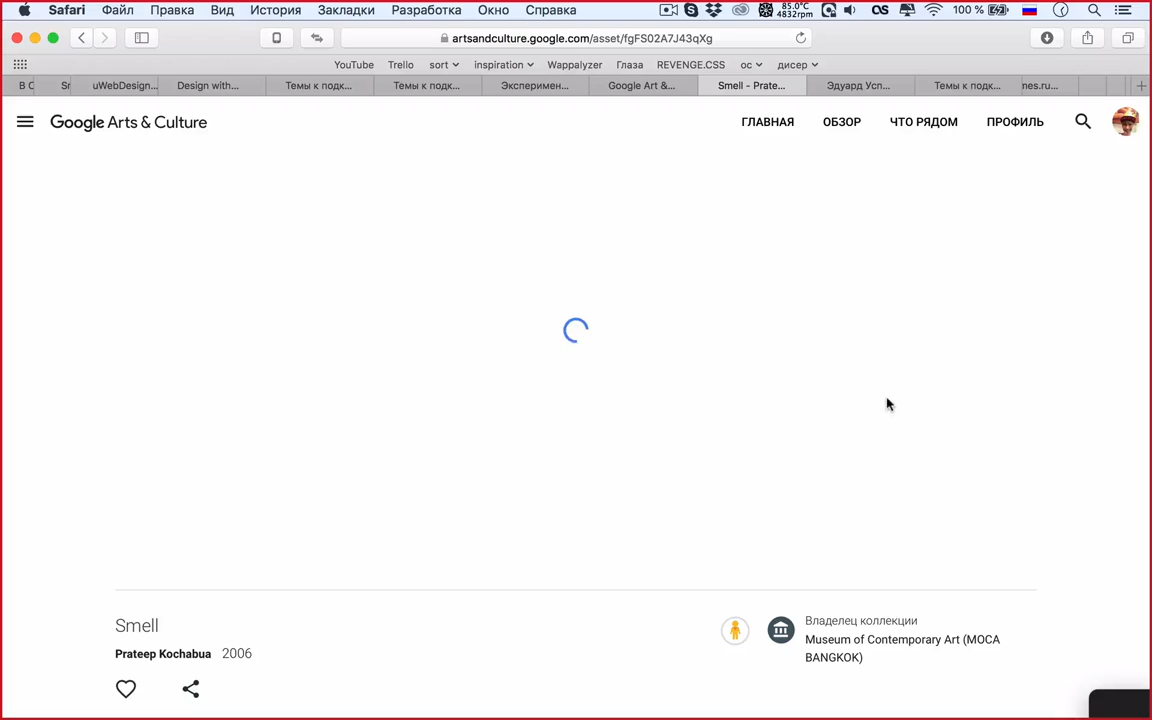 Safari Файл Правка Вид История Закладки Разработка Окно Справка 85.0°C 4832rpm 100 %
artsandculture.google.com/asset/fgFS02A7J43qXg
YouTube Trello sort inspiration Wappalyzer Глаза REVENGE.CSS ос дисер
В С Sr uWebDesign... Design with... Темы к подк... Темы к подк... Эксперимен... Google Art &... Smell - Prate... Эдуард Усп... Темы к подк... nes.ru...
Google Arts & Culture ГЛАВНАЯ ОБЗОР ЧТО РЯДОМ ПРОФИЛЬ
Smell
Prateep Kochabua 2006
Владелец коллекции
Museum of Contemporary Art (MOCA
BANGKOK)